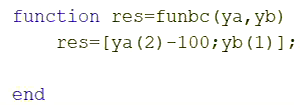 function res=funbc(ya,yb)
    res=[ya(2)-100;yb(1)];
end